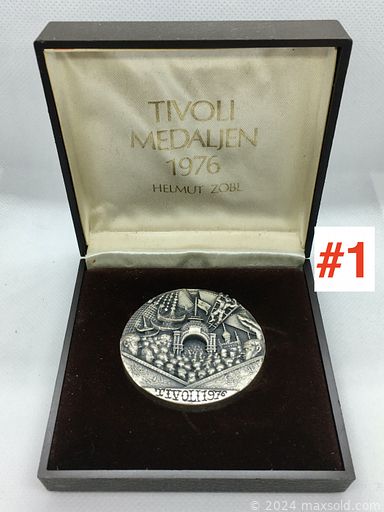 TIVOLI
MEDALJEN
1976
HELMUT ZOBL
#1
TIVOLI 1976
© 2024 maxsold.com